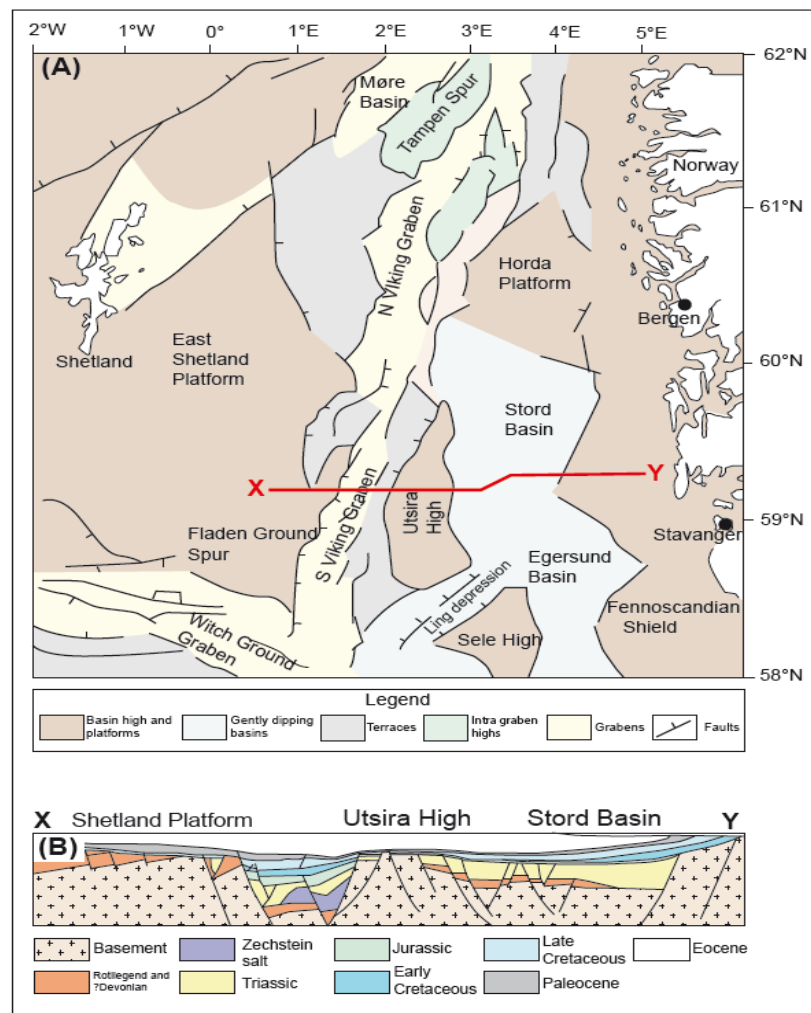 2°W 1°W 0° 1°E 2°E 3°E 4°E 5°E
62°N
(A)
Møre
Basin
Tampen Spur
Norway
61°N
N Viking Graben
Horda
Platform
Bergen
East
Shetland
Platform
Shetland
60°N
Stord
Basin
X
Y
Utsira
High
S Viking Graben
59°N
Stavanger
Fladen Ground
Spur
Egersund
Basin
Ling depression
Fennoscandian
Shield
Witch Ground
Graben
Sele High
58°N
Legend
Basin high and
platforms
Gently dipping
basins
Terraces
Intra graben
highs
Grabens
Faults
X Shetland Platform Utsira High Stord Basin Y
(B)
Basement
Zechstein
salt
Jurassic
Late
Cretaceous
Eocene
Rotliegend and
?Devonian
Triassic
Early
Cretaceous
Paleocene